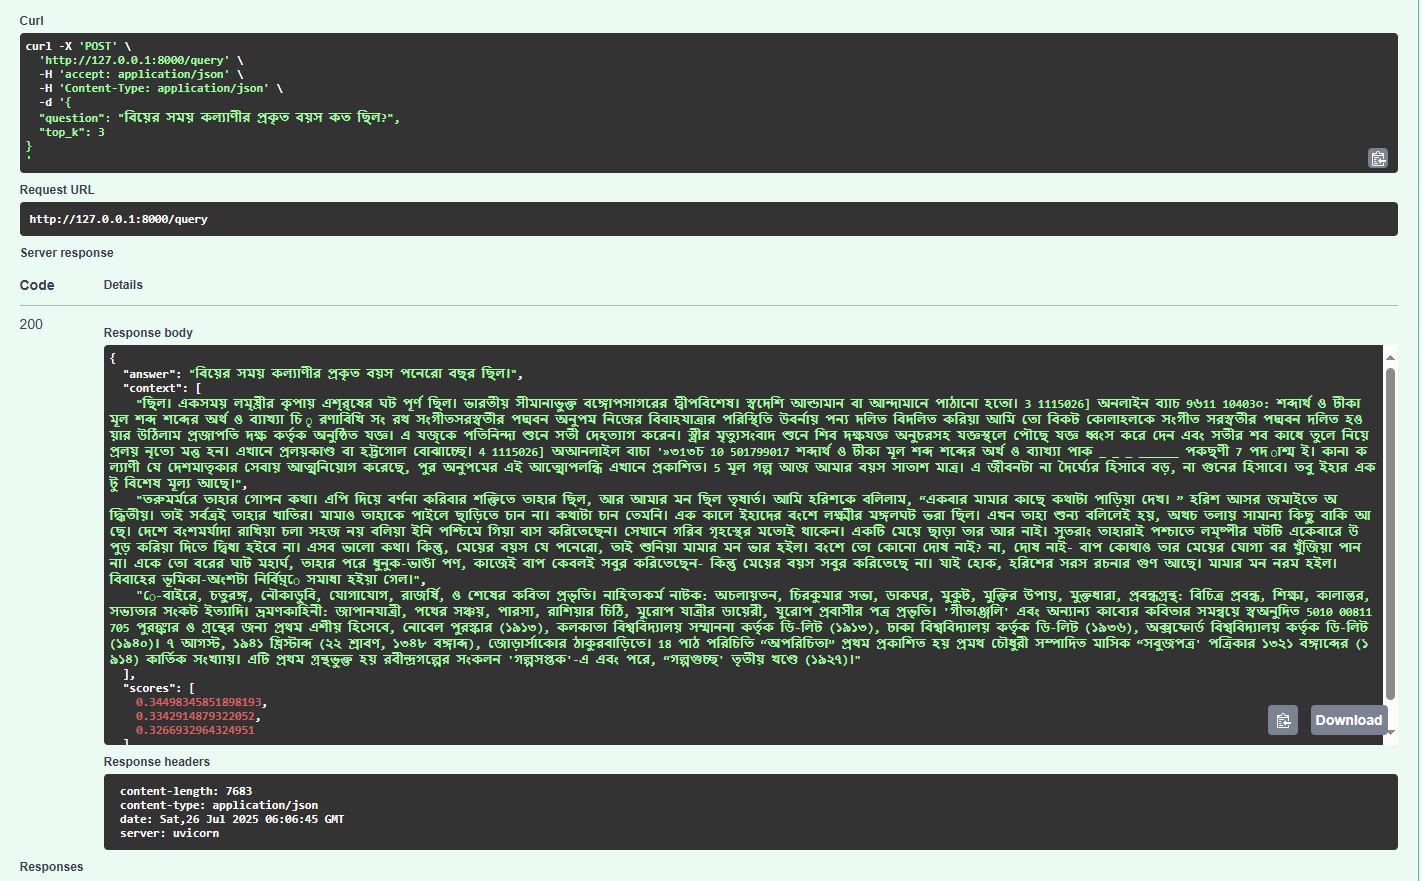 Curl
curl -X 'POST' \
'http://127.0.0.1:8000/query' \
-H 'accept: application/json' \
-H 'Content-Type: application/json' \
-d '{
"question": "বিয়ের সময় কল্যাণীর প্রকৃত বয়স কত ছিল?",
"top_k": 3
}
'
Request URL
http://127.0.0.1:8000/query
Server response
Code Details
200
Response body
{
"answer": "বিয়ের সময় কল্যাণীর প্রকৃত বয়স পনেরো বছর ছিল।",
"context": [
"ছিল। একসময় লম্ষ্রীর কৃপায় এশৃর্ষের ঘট পূর্ণ ছিল। ভারতীয় সীমানাভুক্ত বঙ্গোপসাগরের দ্বীপবিশেষ। স্বদেশি আন্ডামান বা আন্দামানে পাঠানো হতো। 3 1115026] অনলাইন ব্যাচ 9৬11 10403০: শব্দার্থ ও টীকা
মূল শব্দ শব্দের অর্থ ও ব্যাখ্যা চি রণাবিখি সং রথ সংগীতসরস্বতীর পদ্মবন অনুপম নিজের বিবাহযাত্রার পরিস্থিতি উবর্নায় পন্য দলিত বিদলিত করিয়া আমি তো বিকট কোলাহলকে সংগীত সরস্বতীর পদ্মবন দলিত হও
য়ার উঠিলাম প্রজাপতি দক্ষ কর্তৃক অনুষ্ঠিত যজ্ঞ। এ যজ্কে পতিনিন্দা শুনে সতী দেহত্যাগ করেন। স্ত্রীর মৃত্যুসংবাদ শুনে শিব দক্ষযজ্ঞ অনুচরসহ যজ্ঞস্থলে পৌছে যজ্ঞ ধ্বংস করে দেন এবং সতীর শব কাধে তুলে নিয়ে
প্রলয় নৃত্যে মত্ত হন। এখানে প্রলয়কাণ্ড বা হট্টগোল বোঝাচ্ছে। 4 1115026] অআনলাইল বাচা '»৩১৩চ 10 501799017 শব্দার্থ ও টীকা মূল শব্দ শব্দের অর্থ ও ব্যাখ্যা পাক _ _ _ ______ পকছ্ণী 7 পদ ই। কানা ক
ল্যাণী যে দেশমাতৃকার সেবায় আত্মনিয়োগ করেছে, পুর অনুপমের এই আত্মোপলব্ধি এখানে প্রকাশিত। 5 মূল গল্প আজ আমার বয়স সাতাশ মাত্র। এ জীবনটা না দৈর্ঘ্যের হিসাবে বড়, না গুনের হিসাবে। তবু ইহার এক
টু বিশেষ মূল্য আছে।",
"তরুমর্মরে তাহার গোপন কথা। এপি দিয়ে বর্ণনা করিবার শক্তিতে তাহার ছিল, আর আমার মন ছিল তৃষার্ত। আমি হরিশকে বলিলাম, “একবার মামার কাছে কথাটা পাড়িয়া দেখ। ” হরিশ আসর জমাইতে অ
দ্ধিতীয়। তাই সর্বত্রই তাহার খাতির। মামাও তাহাকে পাইলে ছাড়িতে চান না। কথাটা চান তেমনি। এক কালে ইহাদের বংশে লক্ষ্মীর মঙ্গলঘট ভরা ছিল। এখন তাহা শুন্য বলিলেই হয়, অথচ তলায় সামান্য কিছু বাকি আ
ছে। দেশে বংশমর্যাদ্য রাখিয়া চলা সহজ নয় বলিয়া ইনি পশ্চিমে গিয়া বাস করিতেছেন। সেখানে গরিব গৃহস্থের মতোই থাকেন। একটি মেয়ে ছাড়া তার আর নাই। সুতরাং তাহারাই পশ্চাতে লম্ষ্পীর ঘটটি একেবারে উ
পুড় করিয়া দিতে দ্বিধা হইবে না। এসব ভালো কথা। কিন্তু, মেয়ের বয়স যে পনেরো, তাই শুনিয়া মামার মন ভার হইল। বংশে তো কোনো দোষ নাই? না, দোষ নাই- বাপ কোথাও তার মেয়ের যোগ্য বর খুঁজিয়া পান
না। একে তো বরের ঘাট মহার্ঘ, তাহার পরে ধুনুক-ভাঙা পণ, কাজেই বাপ কেবলই সবুর করিতেছেন- কিন্তু মেয়ের বয়স সবুর করিতেছে না। যাই হোক, হরিশের সরস রচনার গুণ আছে। মামার মন নরম হইল।
বিবাহের ভূমিকা-অংশটা সমাধা হইয়া গেল।",
"ে-বাইরে, চতুরঙ্গ, নৌকাডুবি, যোগাযোগ, রাজর্ষি, ও শেষের কবিতা প্রভৃতি। নাহিত্যকর্ম নাটক: অচলায়তন, চিরকুমার সভা, ডাকঘর, মুকুট, মুক্তির উপায়, মুক্তধারা, প্রবন্ধগ্রন্থ: বিচিত্র প্রবন্ধ, শিক্ষা, কালান্তর,
সভ্যতার সংকট ইত্যাদি। ভ্রমণকাহিনী: জাপানযাত্রী, পথের সঞ্চয়, পারস্য, রাশিয়ার চিঠি, মুরোপ যাত্রীর ডায়েরী, যুরোপ প্রবাসীর পত্র প্রভৃতি। 'গীতাঞ্জলি' এবং অন্যান্য কাব্যের কবিতার সমন্বয়ে স্বঅনুদিত 5010 00811
705 পুরস্কার ও গ্রন্থের জন্য প্রথম এশীয় হিসেবে, নোবেল পুরস্কার (১৯১৩), কলকাতা বিশ্ববিদ্যালয় সম্মাননা কর্তৃক ডি-লিট (১৯১৩), ঢাকা বিশ্ববিদ্যালয় কর্তৃক ডি-লিট (১৯৩৬), অক্সফোর্ড বিশ্ববিদ্যালয় কর্তৃক ডি-লিট
(১৯৪০)। ৭ আগস্ট, ১৯৪১ খ্রিস্টাব্দ (২২ শ্রাবণ, ১৩৪৮ বঙ্গাব্দ), জোড়াসাঁকোর ঠাকুরবাড়িতে। 18 পাঠ পরিচিতি “অপরিচিতা” প্রথম প্রকাশিত হয় প্রমথ চৌধুরী সম্পাদিত মাসিক “সবুজপত্র' পত্রিকার ১৩২১ বঙ্গাব্দের (১
৯১৪) কার্তিক সংখ্যায়। এটি প্রথম গ্রন্থভুক্ত হয় রবীন্দ্রগল্পের সংকলন 'গল্পসপ্তক'-এ এবং পরে, “গল্পগুচ্ছ' তৃতীয় খণ্ডে (১৯২৭)।"
],
"scores": [
0.34498345851898193,
0.3342914879322052,
0.3266932964324951
]
Download
Response headers
content-length: 7683
content-type: application/json
date: Sat,26 Jul 2025 06:06:45 GMT
server: uvicorn
Responses